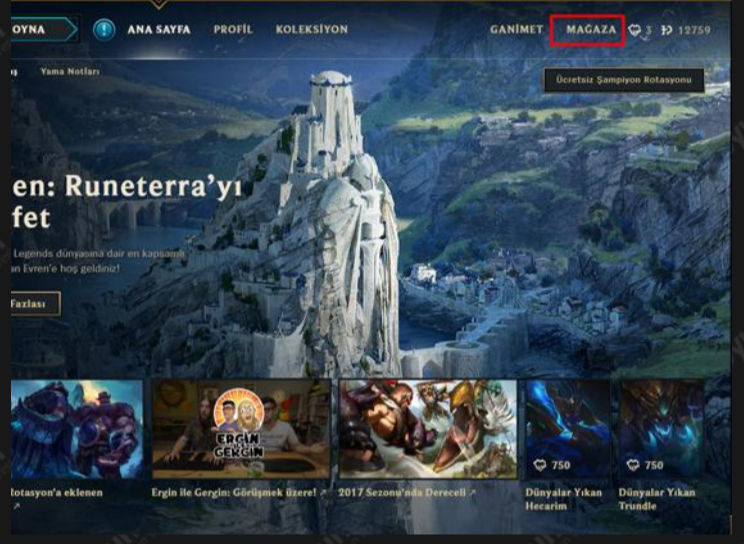 OYNA
ANA SAYFA
PROFİL
KOLEKSİYON
GANİMET
MAĞAZA
3
12759
Yama Notları
Ücretsiz Şampiyon Rotasyonu
en: Runeterra'yı
fet
Legends dünyasına dair en kapsamlı
an Evren'e hoş geldiniz!
Fazlası
ERGİN
GERGİN
750
750
Rotasyon'a eklenen
Ergin ile Gergin: Görüşmek üzere!
2017 Sezonu'nda Dereceli
Dünyalar Yıkan
Hecarim
Dünyalar Yıkan
Trundle